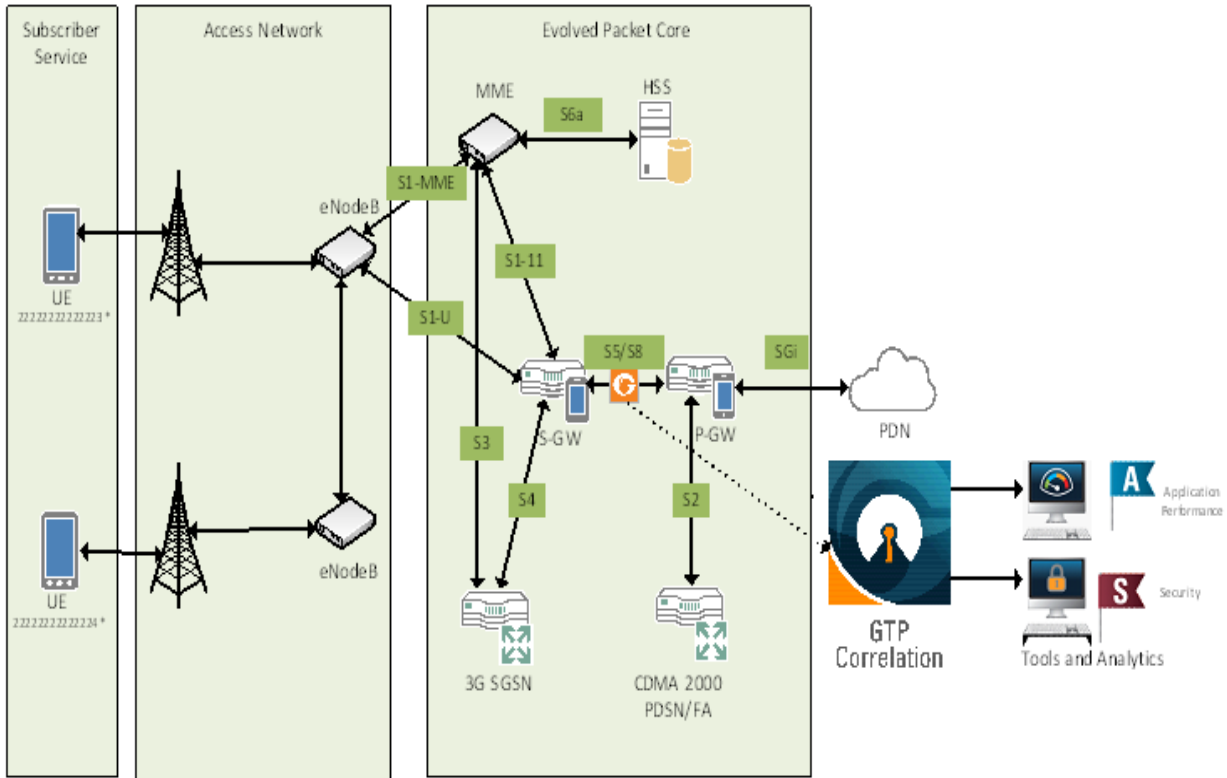 Subscriber
Service
Access Network
Evolved Packet Core
MME
HSS
S6a
S1-MME
eNodeB
S1-11
UE
22222222222223*
S1-U
S5/S8
SGi
G
S-GW
P-GW
PDN
S3
S4
S2
A
Application
Performance
eNodeB
UE
22222222222224*
S
Security
GTP
Correlation
Tools and Analytics
3G SGSN
CDMA 2000
PDSN/FA